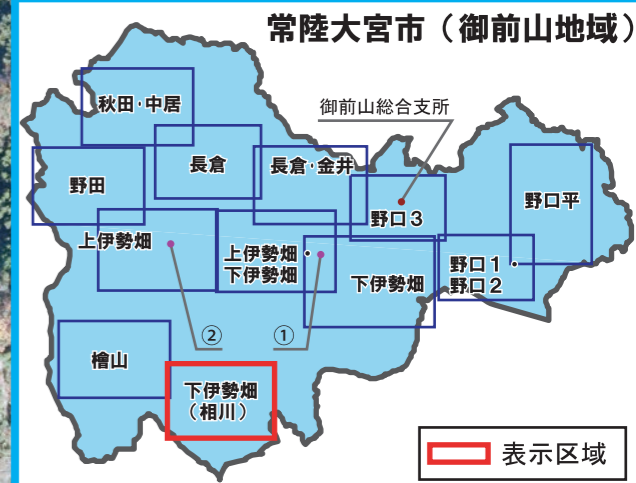 常陸大宮市（御前山地域）
秋田・中居
御前山総合支所
長倉
長倉・金井
野田
野口３
野口平
上伊勢畑
上伊勢畑
下伊勢畑
下伊勢畑
野口１
野口２
②
①
檜山
下伊勢畑
（相川）
表示区域